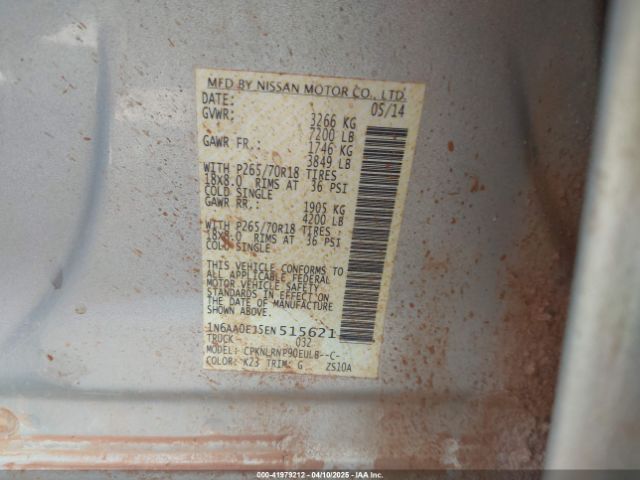 MFD BY NISSAN MOTOR CO., LTD.
DATE: 05/14
GVWR: 3266 KG
7200 LB
GAWR FR.: 1746 KG
3849 LB
WITH P265/70R18 TIRES
18X8.0 RIMS AT 36 PSI
COLD SINGLE
GAWR RR.: 1905 KG
4200 LB
WITH P265/70R18 TIRES
18X8.0 RIMS AT 36 PSI
COLD SINGLE
THIS VEHICLE CONFORMS TO
ALL APPLICABLE FEDERAL
MOTOR VEHICLE SAFETY
STANDARDS IN EFFECT ON
THE DATE OF MANUFACTURE
SHOWN ABOVE.
515621
TRUCK 032
MODEL: CPKNLRNP90EULB--C-
COLOR: K23 TRIM: G ZS10A
000-41979212 - 04/10/2025 - IAA Inc.